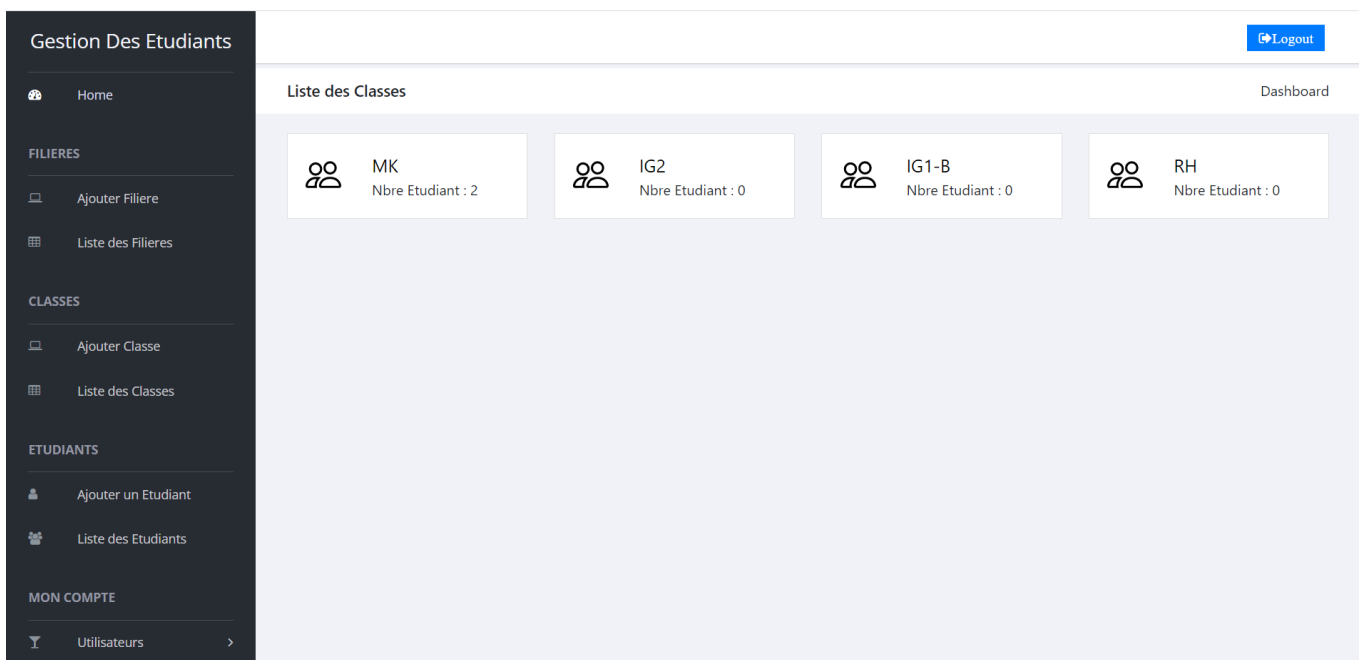 Gestion Des Etudiants
Logout
Home
Liste des Classes
Dashboard
FILIERES
Ajouter Filiere
Liste des Filieres
CLASSES
Ajouter Classe
Liste des Classes
ETUDIANTS
Ajouter un Etudiant
Liste des Etudiants
MON COMPTE
Utilisateurs
MK
Nbre Etudiant : 2
IG2
Nbre Etudiant : 0
IG1-B
Nbre Etudiant : 0
RH
Nbre Etudiant : 0